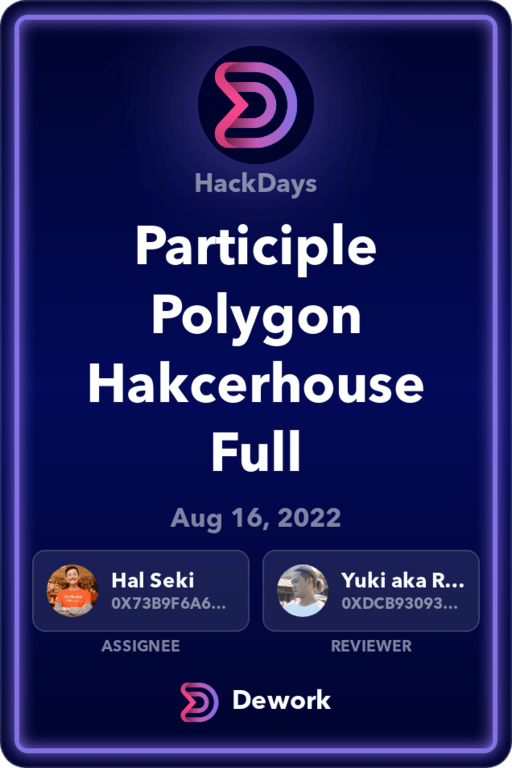 HackDays
Participle
Polygon
Hakcerhouse
Full
Aug 16, 2022
Hal Seki
0X73B9F6A6...
Yuki aka R...
0XDCB93093...
ASSIGNEE
REVIEWER
Dework